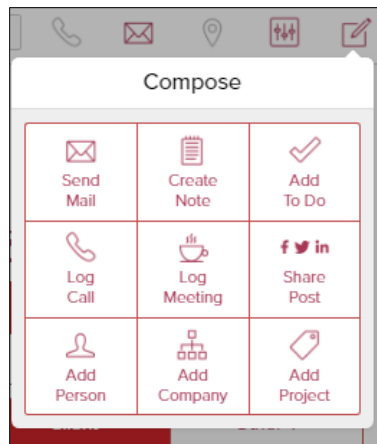 Compose
Send
Mail
Create
Note
Add
To Do
Log
Call
Log
Meeting
f in
Share
Post
Add
Person
Add
Company
Add
Project